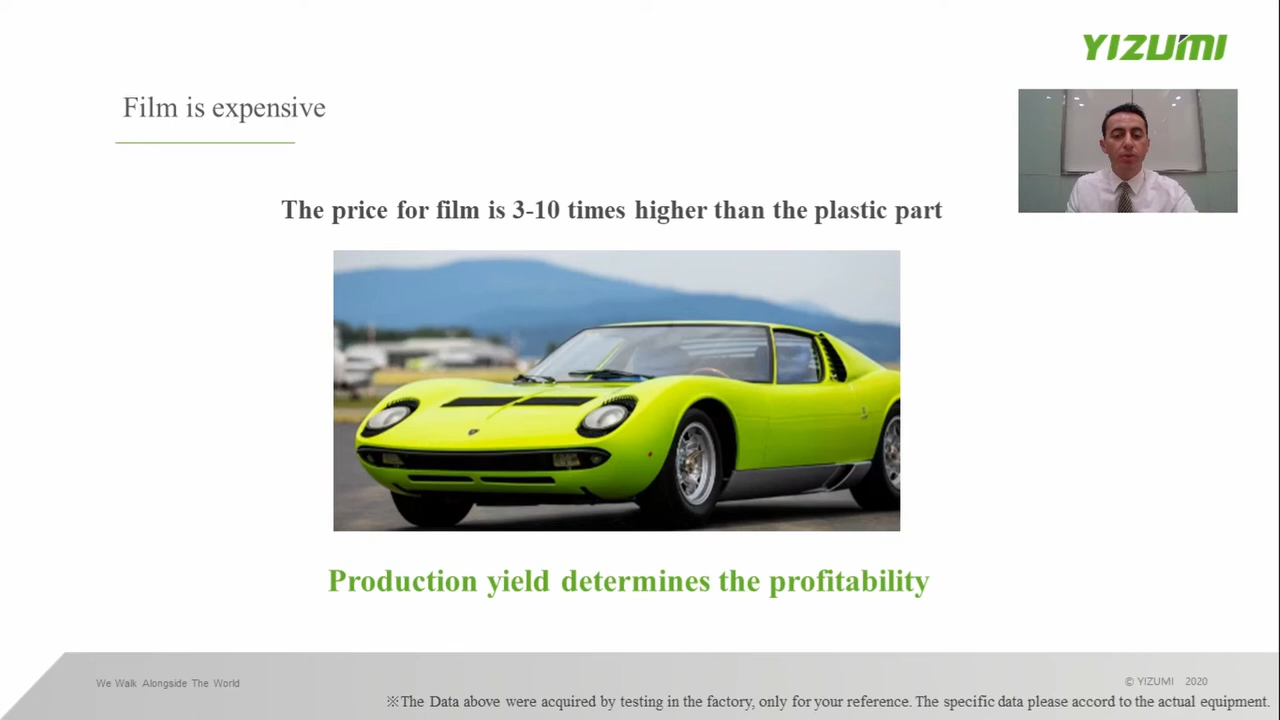 YIZUMI
Film is expensive
The price for film is 3-10 times higher than the plastic part
Production yield determines the profitability
We Walk Alongside The World
© YIZUMI 2020
※The Data above were acquired by testing in the factory, only for your reference. The specific data please accord to the actual equipment.